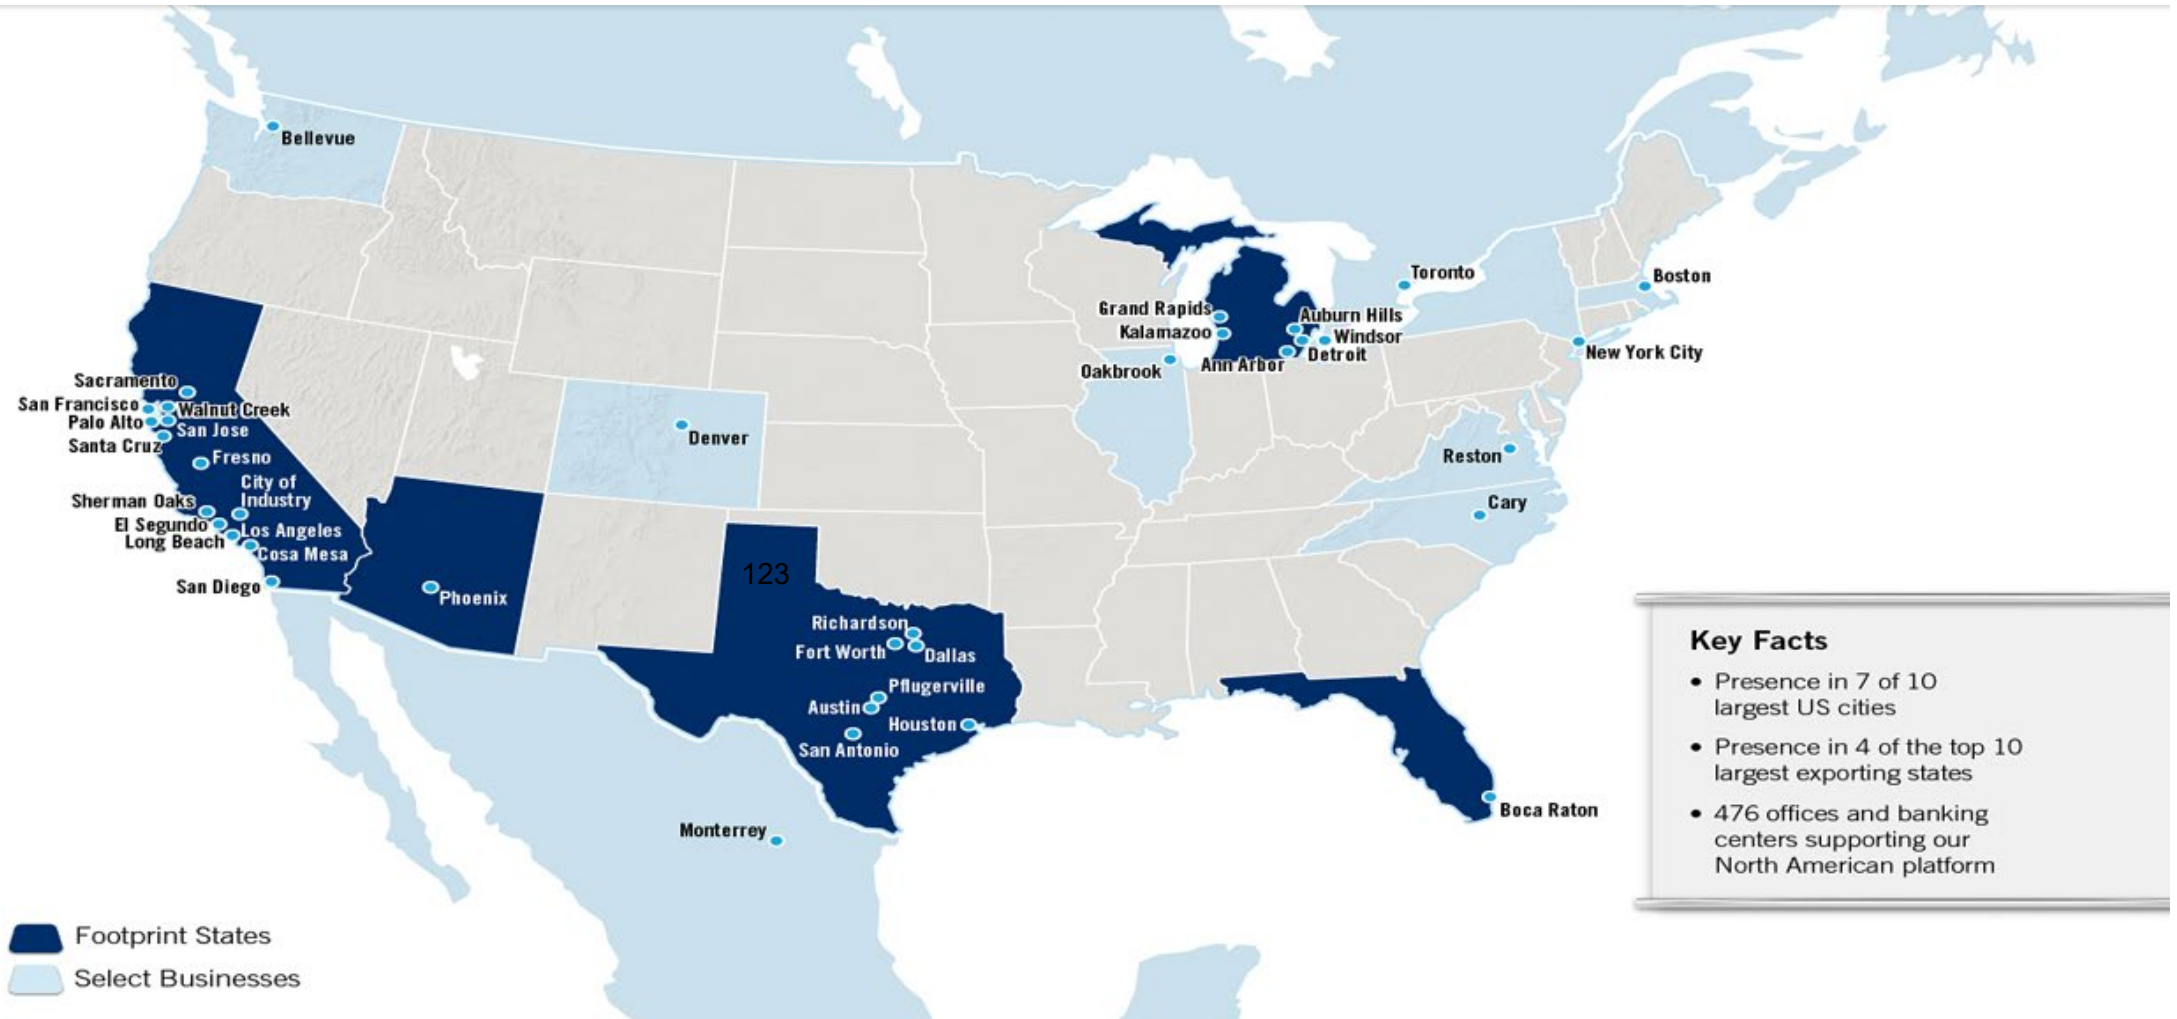 Bellevue
Toronto
Boston
Grand Rapids
Auburn Hills
Kalamazoo
Windsor
Detroit
New York City
Oakbrook
Ann Arbor
Sacramento
San Francisco
Walnut Creek
Palo Alto
San Jose
Santa Cruz
Denver
Fresno
Reston
City of
Industry
Sherman Oaks
Cary
El Segundo
Los Angeles
Long Beach
Cosa Mesa
123
San Diego
Phoenix
Richardson
Fort Worth
Dallas
Pflugerville
Austin
Houston
San Antonio
Boca Raton
Monterrey
Key Facts
• Presence in 7 of 10
largest US cities
• Presence in 4 of the top 10
largest exporting states
• 476 offices and banking
centers supporting our
North American platform
Footprint States
Select Businesses